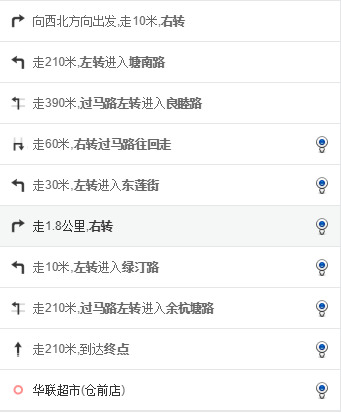 向西北方向出发,走10米,右转
走210米,左转进入塘南路
走390米,过马路左转进入良睦路
走60米,右转过马路往回走
走30米,左转进入东莲街
走1.8公里,右转
走10米,左转进入绿汀路
走210米,过马路左转进入余杭塘路
走210米,到达终点
华联超市(仓前店)